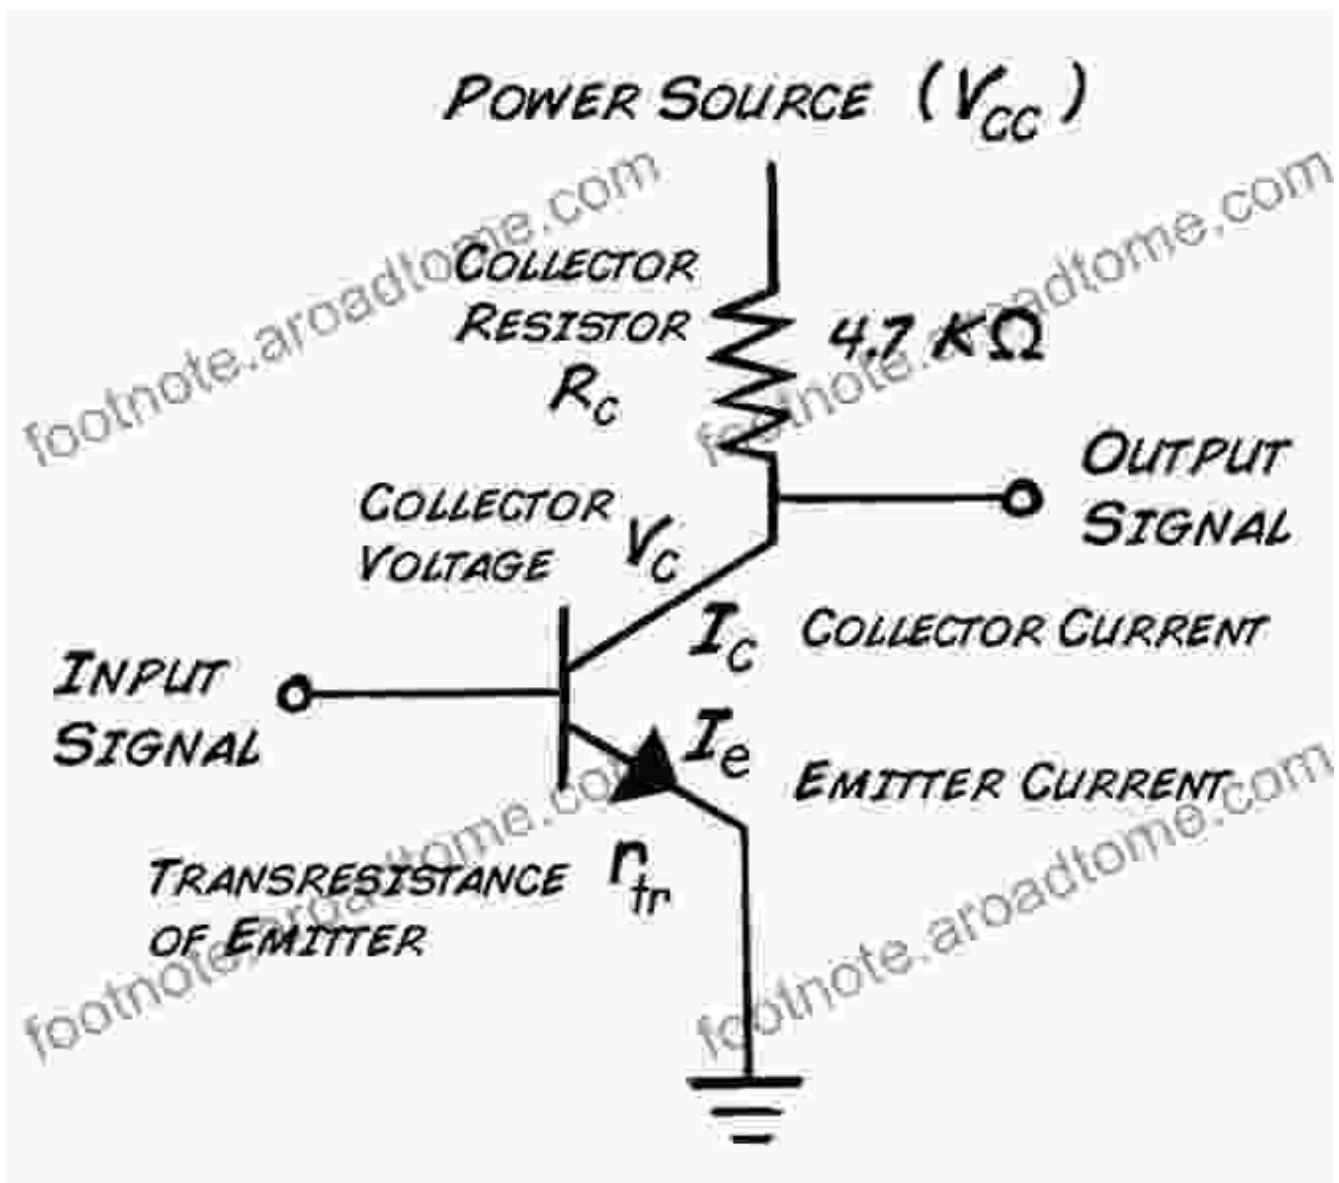 POWER SOURCE (VCC)
COLLECTOR
RESISTOR
RC
4.7 KΩ
OUTPUT
SIGNAL
COLLECTOR
VOLTAGE
VC
IC COLLECTOR CURRENT
INPUT
SIGNAL
Ie EMITTER CURRENT
TRANSRESISTANCE
OF EMITTER
rtr
footnote.aroadtome.com
footnote.aroadtome.com
footnote.aroadtome.com
footnote.aroadtome.com